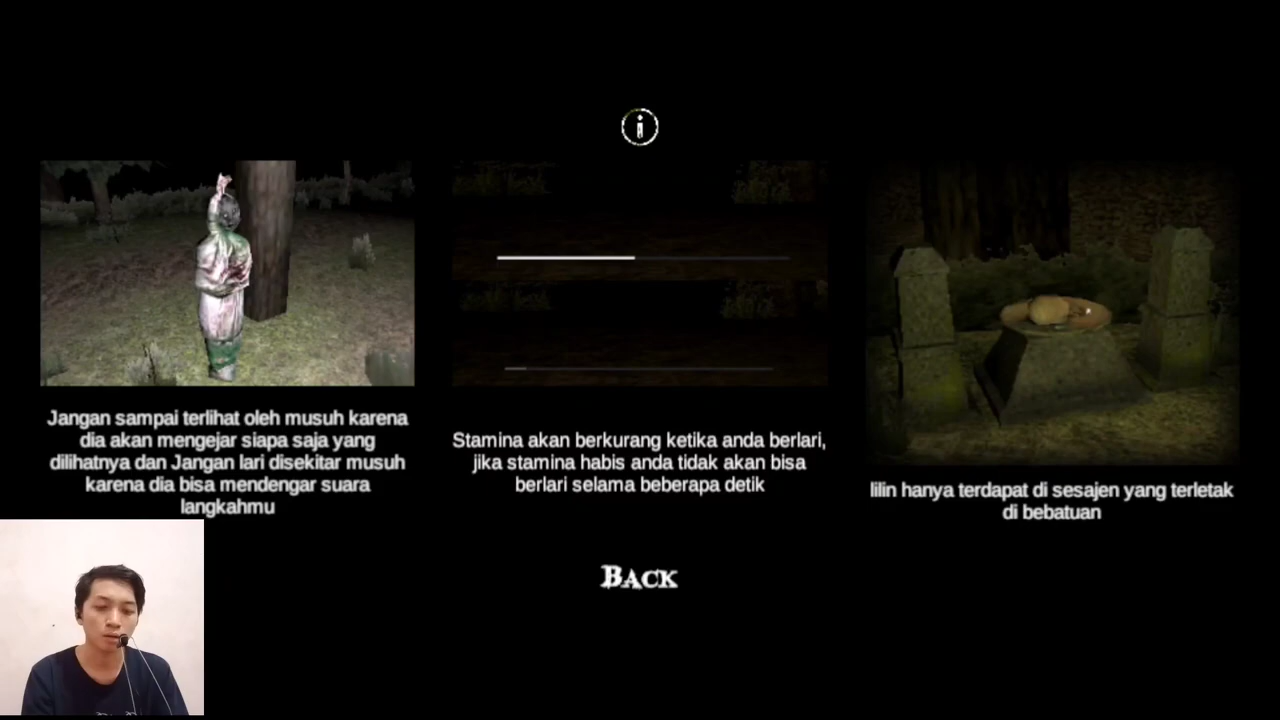 i
Jangan sampai terlihat oleh musuh karena
dia akan mengejar siapa saja yang
dilihatnya dan Jangan lari disekitar musuh
karena dia bisa mendengar suara
langkahmu
Stamina akan berkurang ketika anda berlari,
jika stamina habis anda tidak akan bisa
berlari selama beberapa detik
lilin hanya terdapat di sesajen yang terletak
di bebatuan
BACK